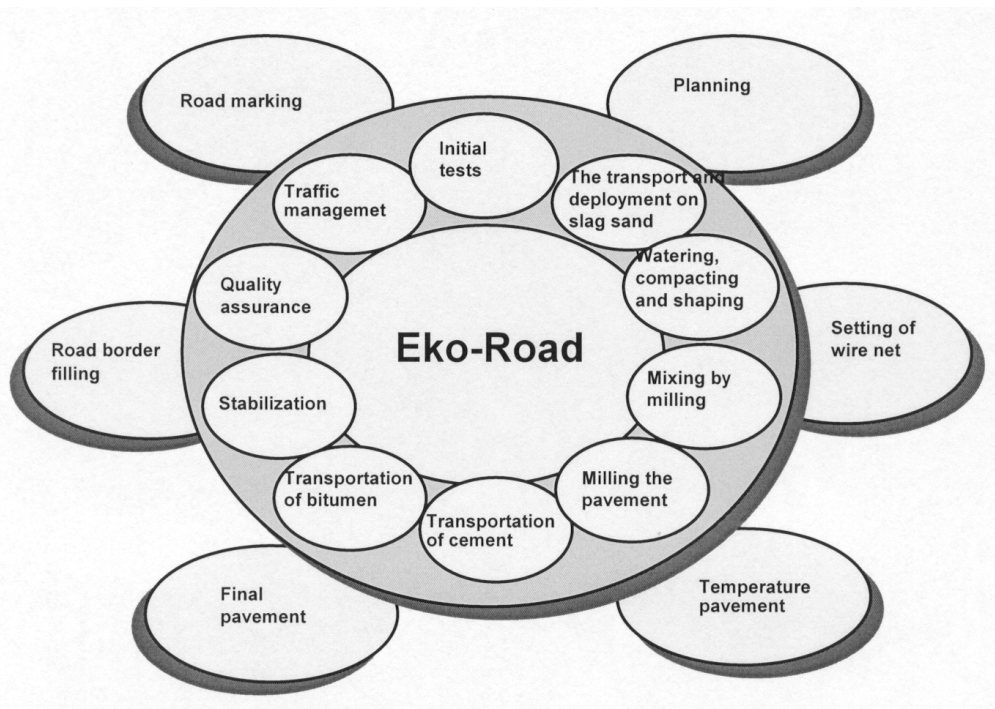 Road marking
Planning
Initial
tests
Traffic
managemet
The transport and
deployment on
slag sand
Quality
assurance
Watering,
compacting
and shaping
Eko-Road
Road border
filling
Setting of
wire net
Stabilization
Mixing by
milling
Transportation
of bitumen
Milling the
pavement
Transportation
of cement
Final
pavement
Temperature
pavement